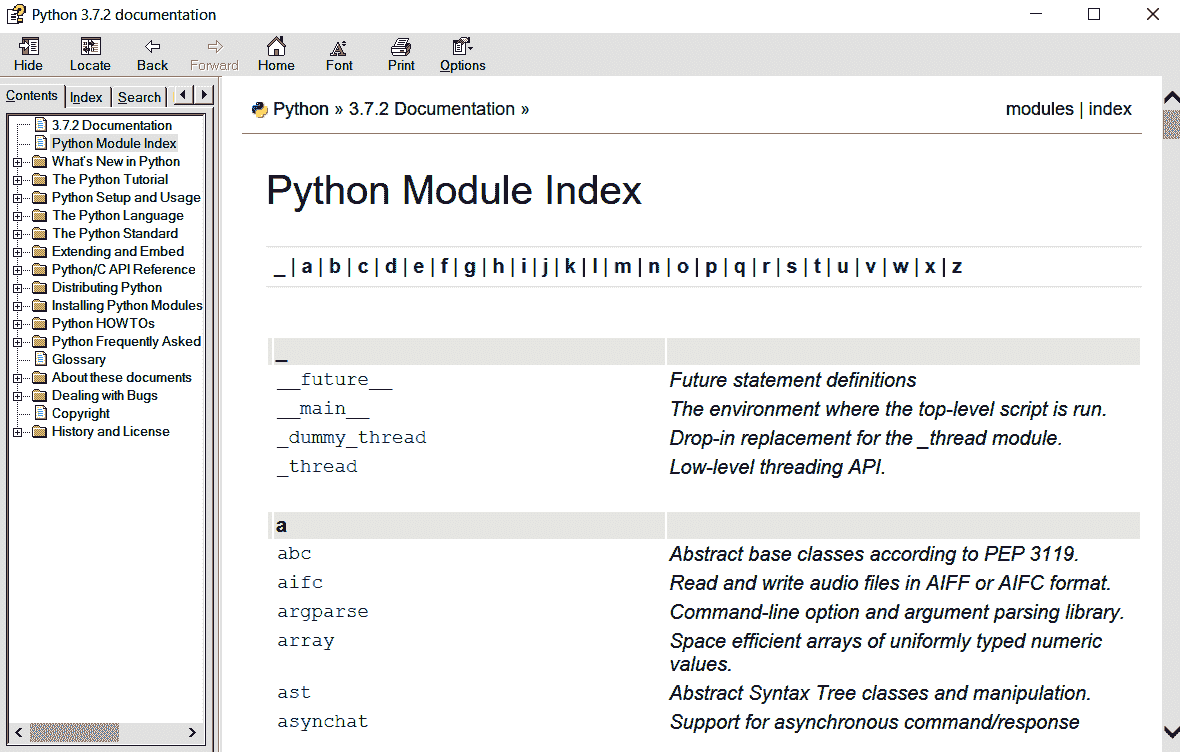 Python 3.7.2 documentation
Hide Locate Back Forward Home Font Print Options
Contents Index Search
3.7.2 Documentation
Python Module Index
What's New in Python
The Python Tutorial
Python Setup and Usage
The Python Language
The Python Standard
Extending and Embed
Python/C API Reference
Distributing Python
Installing Python Modules
Python HOWTOs
Python Frequently Asked
Glossary
About these documents
Dealing with Bugs
Copyright
History and License
Python » 3.7.2 Documentation » modules | index
Python Module Index
_ | a | b | c | d | e | f | g | h | i | j | k | l | m | n | o | p | q | r | s | t | u | v | w | x | z
_
__future__ Future statement definitions
__main__ The environment where the top-level script is run.
_dummy_thread Drop-in replacement for the _thread module.
_thread Low-level threading API.
a
abc Abstract base classes according to PEP 3119.
aifc Read and write audio files in AIFF or AIFC format.
argparse Command-line option and argument parsing library.
array Space efficient arrays of uniformly typed numeric
values.
ast Abstract Syntax Tree classes and manipulation.
asynchat Support for asynchronous command/response